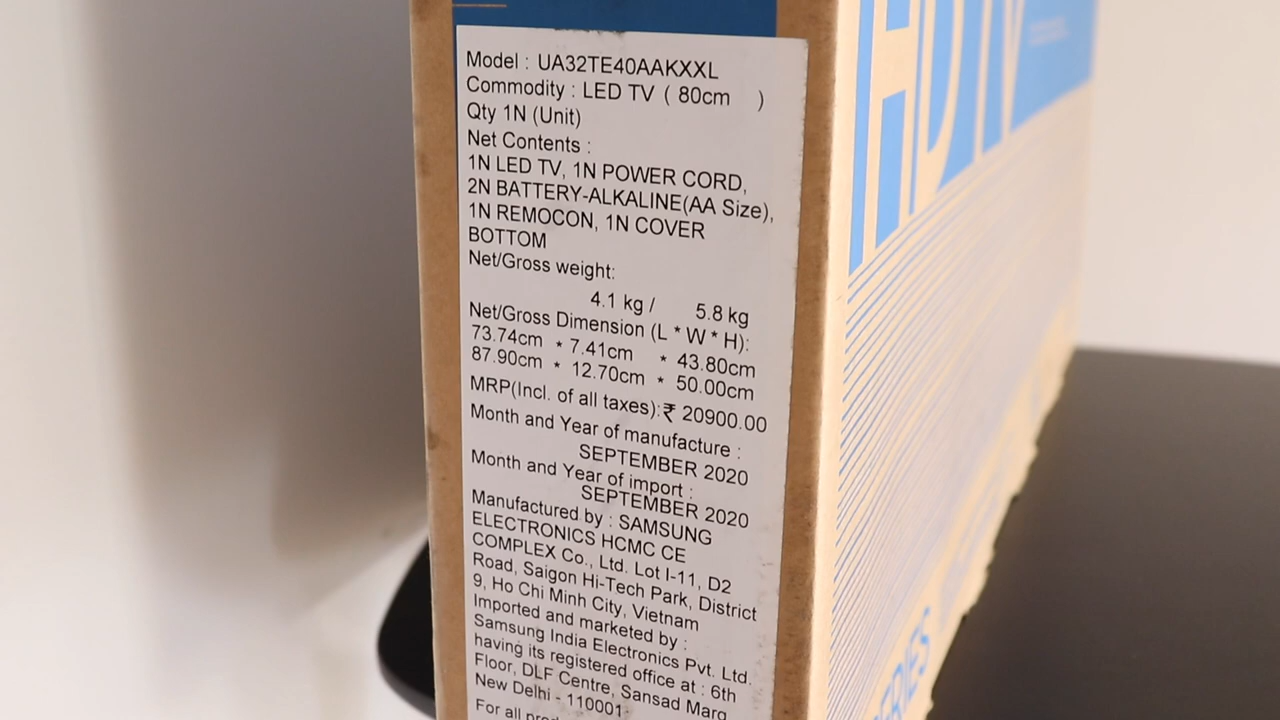 Model : UA32TE40AAKXXL
Commodity : LED TV ( 80cm )
Qty 1N (Unit)
Net Contents :
1N LED TV, 1N POWER CORD,
2N BATTERY-ALKALINE(AA Size),
1N REMOCON, 1N COVER
BOTTOM
Net/Gross weight:
4.1 kg / 5.8 kg
Net/Gross Dimension (L * W * H):
73.74cm * 7.41cm * 43.80cm
87.90cm * 12.70cm * 50.00cm
MRP(Incl. of all taxes):₹ 20900.00
Month and Year of manufacture :
SEPTEMBER 2020
Month and Year of import :
SEPTEMBER 2020
Manufactured by : SAMSUNG
ELECTRONICS HCMC CE
COMPLEX Co., Ltd. Lot I-11, D2
Road, Saigon Hi-Tech Park, District
9, Ho Chi Minh City, Vietnam
Imported and marketed by :
Samsung India Electronics Pvt. Ltd.
having its registered office at : 6th
Floor, DLF Centre, Sansad Marg
New Delhi - 110001
For all
HDTV